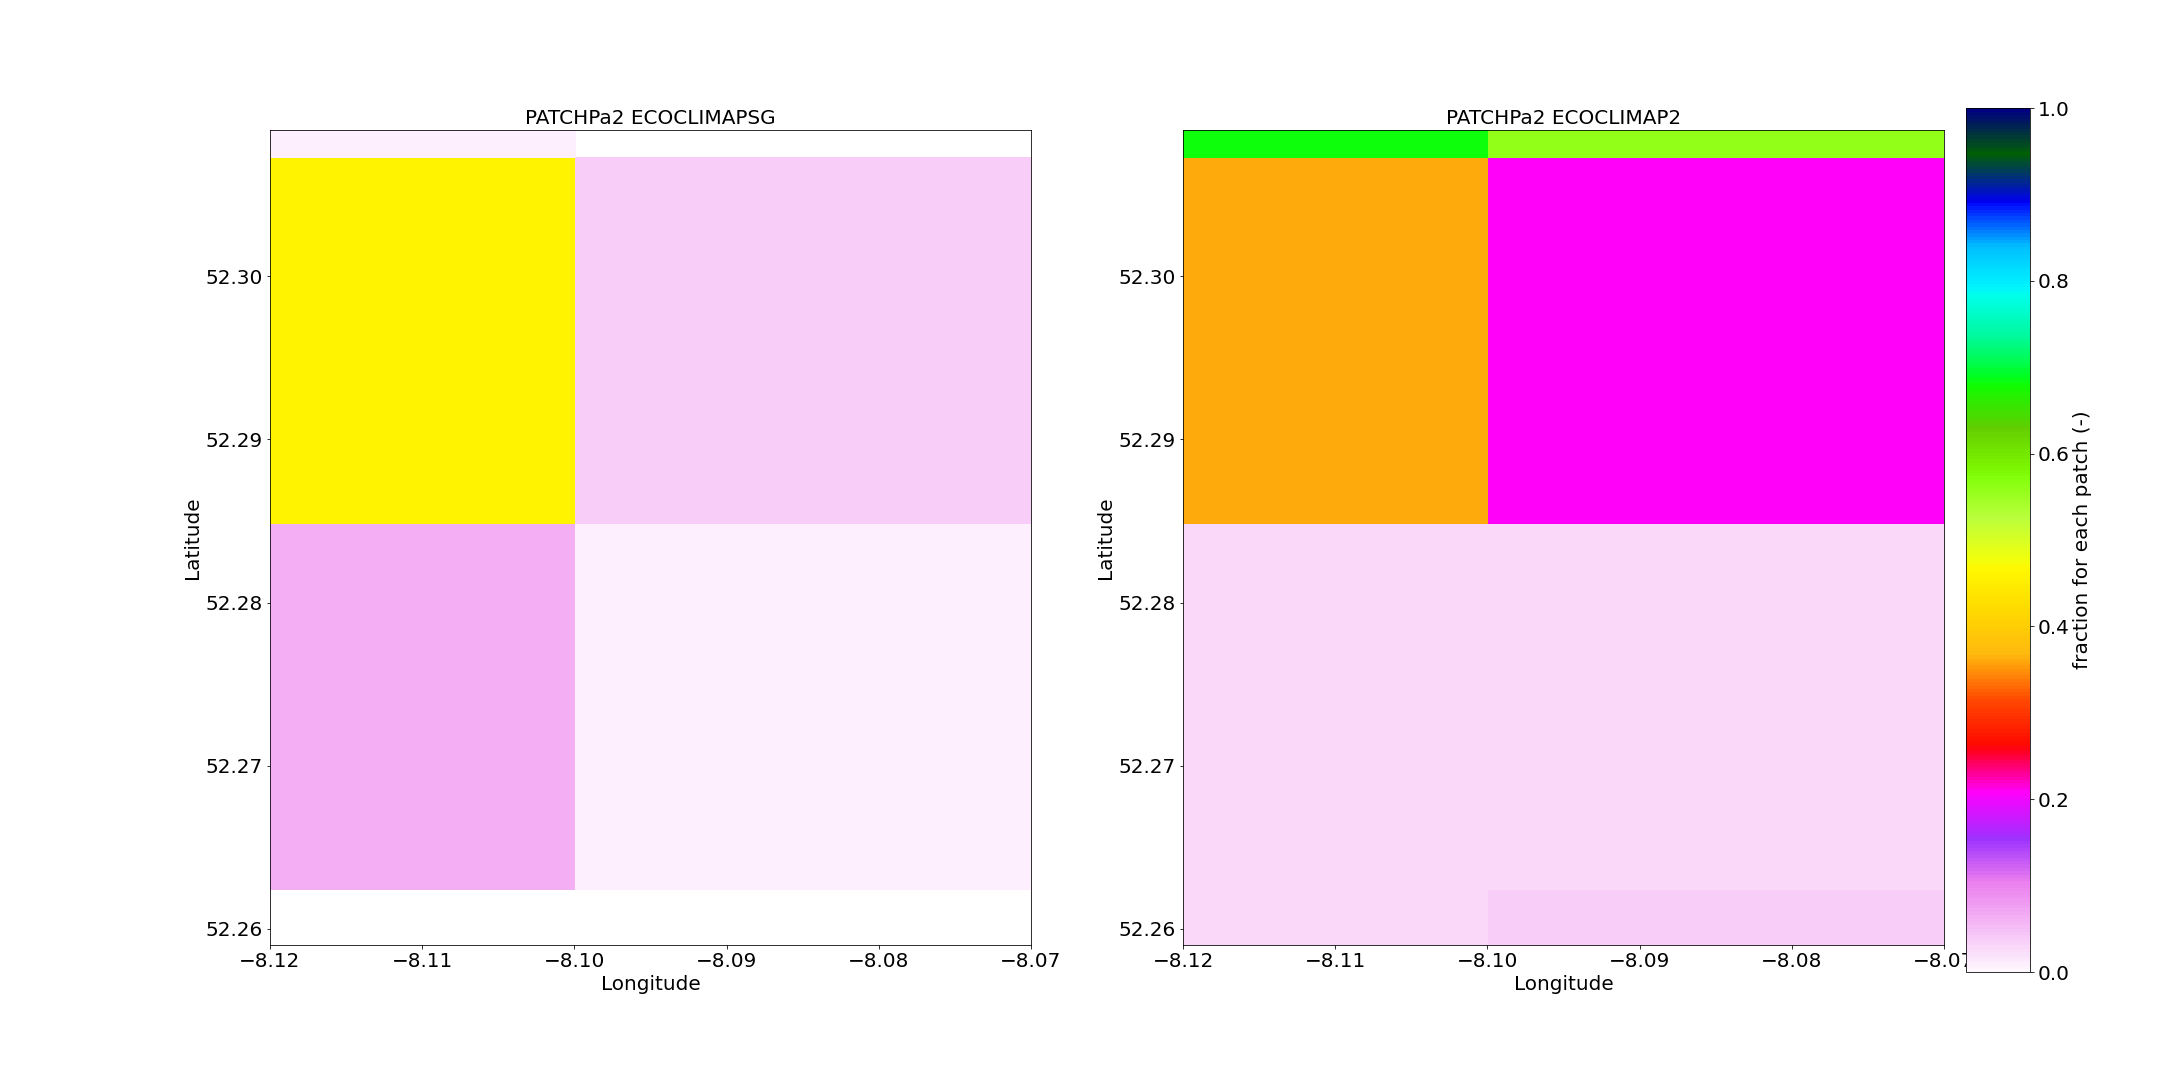 PATCHPa2 ECOCLIMAPSG
52.30
52.29
52.28
52.27
52.26
Latitude
−8.12 −8.11 −8.10 −8.09 −8.08 −8.07
Longitude
PATCHPa2 ECOCLIMAP2
52.30
52.29
52.28
52.27
52.26
Latitude
−8.12 −8.11 −8.10 −8.09 −8.08 −8.07
Longitude
1.0
0.8
0.6
0.4
0.2
0.0
fraction for each patch (-)